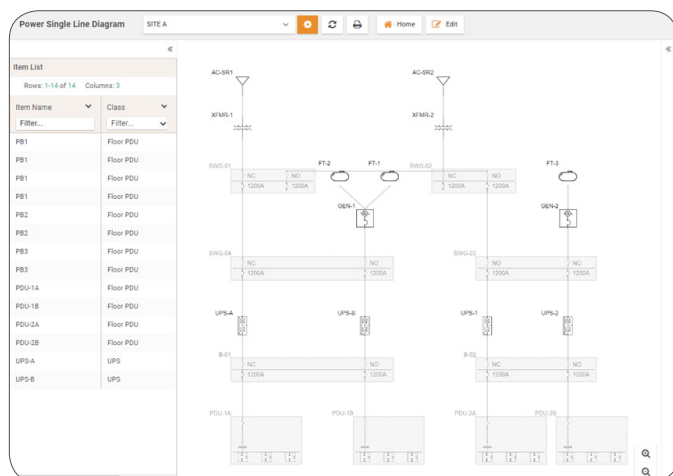 Power Single Line Diagram
SITE A
Home
Edit
Item List
Rows: 1-14 of 14 Columns: 3
Item Name Class
Filter... Filter...
PB1 Floor PDU
PB1 Floor PDU
PB1 Floor PDU
PB1 Floor PDU
PB2 Floor PDU
PB2 Floor PDU
PB3 Floor PDU
PB3 Floor PDU
PDU-1A Floor PDU
PDU-1B Floor PDU
PDU-2A Floor PDU
PDU-2B Floor PDU
UPS-A UPS
UPS-B UPS
AC-SR1 AC-SR2
XFMR-1 XFMR-2
SWG-01 FT-2 FT-1 SWG-02 FT-3
NC NO NC NO
1200A 1200A 1200A 1200A
GEN-1 GEN-2
SWG-04 SWG-03
NC NO NO NC
1200A 1200A 1200A 1200A
UPS-A UPS-B UPS-1 UPS-2
B-01 B-02
NC NO NC NO
1200A 1200A 1200A 1200A
PDU-1A PDU-1B PDU-2A PDU-2B